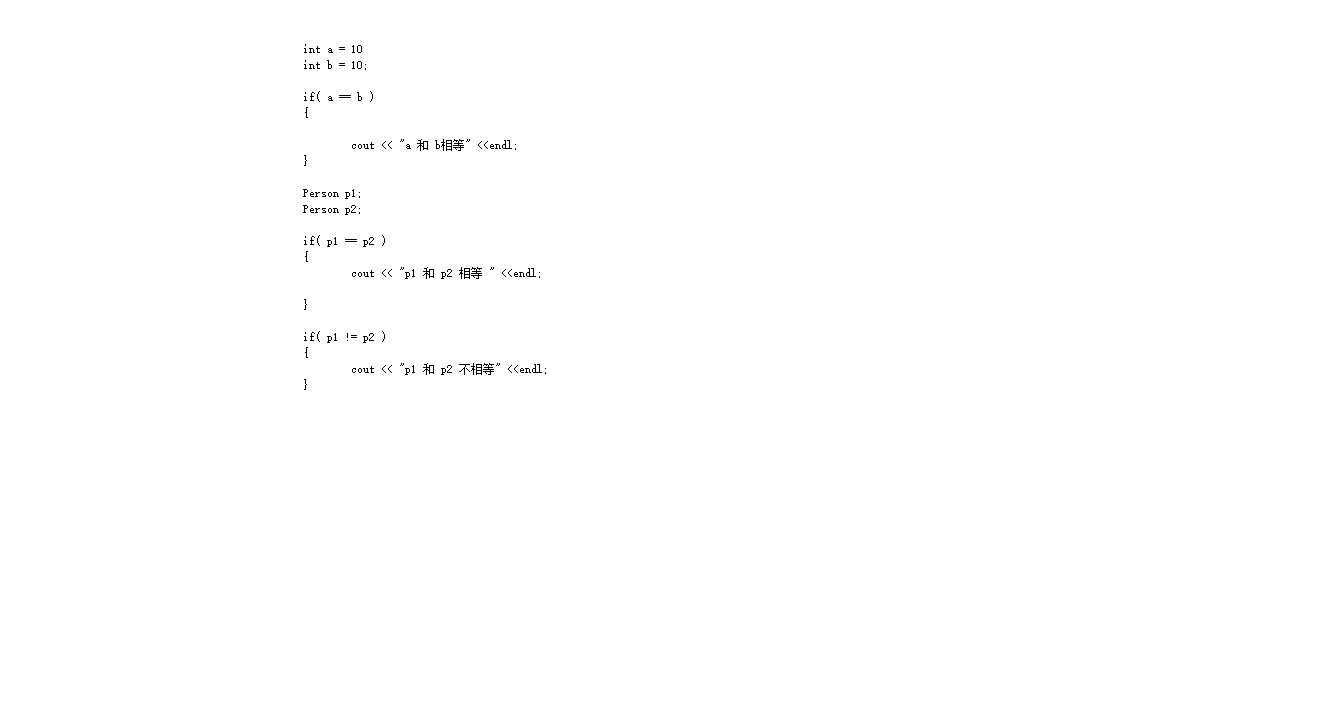 int a = 10
int b = 10;
if( a == b )
{
cout << "a 和 b相等" <<endl;
}
Person p1;
Person p2;
if( p1 == p2 )
{
cout << "p1 和 p2 相等 " <<endl;
}
if( p1 != p2 )
{
cout << "p1 和 p2 不相等" <<endl;
}